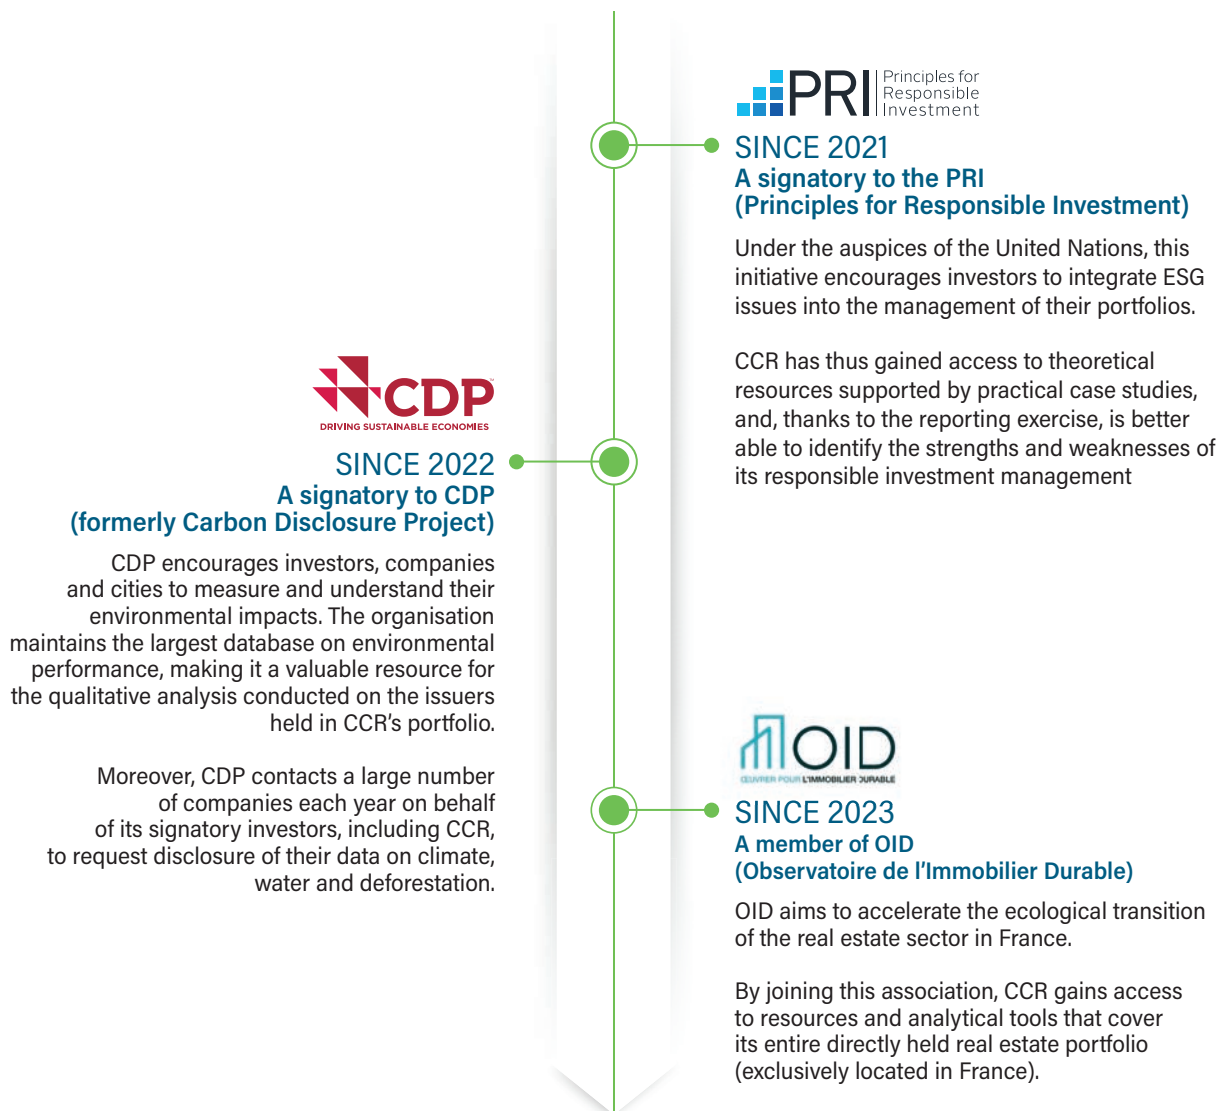 PRI
Principles for
Responsible
Investment
SINCE 2021
A signatory to the PRI
(Principles for Responsible Investment)
Under the auspices of the United Nations, this
initiative encourages investors to integrate ESG
issues into the management of their portfolios.
CCR has thus gained access to theoretical
resources supported by practical case studies,
and, thanks to the reporting exercise, is better
able to identify the strengths and weaknesses of
its responsible investment management
CDP
DRIVING SUSTAINABLE ECONOMIES
SINCE 2022
A signatory to CDP
(formerly Carbon Disclosure Project)
CDP encourages investors, companies
and cities to measure and understand their
environmental impacts. The organisation
maintains the largest database on environmental
performance, making it a valuable resource for
the qualitative analysis conducted on the issuers
held in CCR’s portfolio.
Moreover, CDP contacts a large number
of companies each year on behalf
of its signatory investors, including CCR,
to request disclosure of their data on climate,
water and deforestation.
OID
ŒUVRER POUR L'IMMOBILIER DURABLE
SINCE 2023
A member of OID
(Observatoire de l’Immobilier Durable)
OID aims to accelerate the ecological transition
of the real estate sector in France.
By joining this association, CCR gains access
to resources and analytical tools that cover
its entire directly held real estate portfolio
(exclusively located in France).